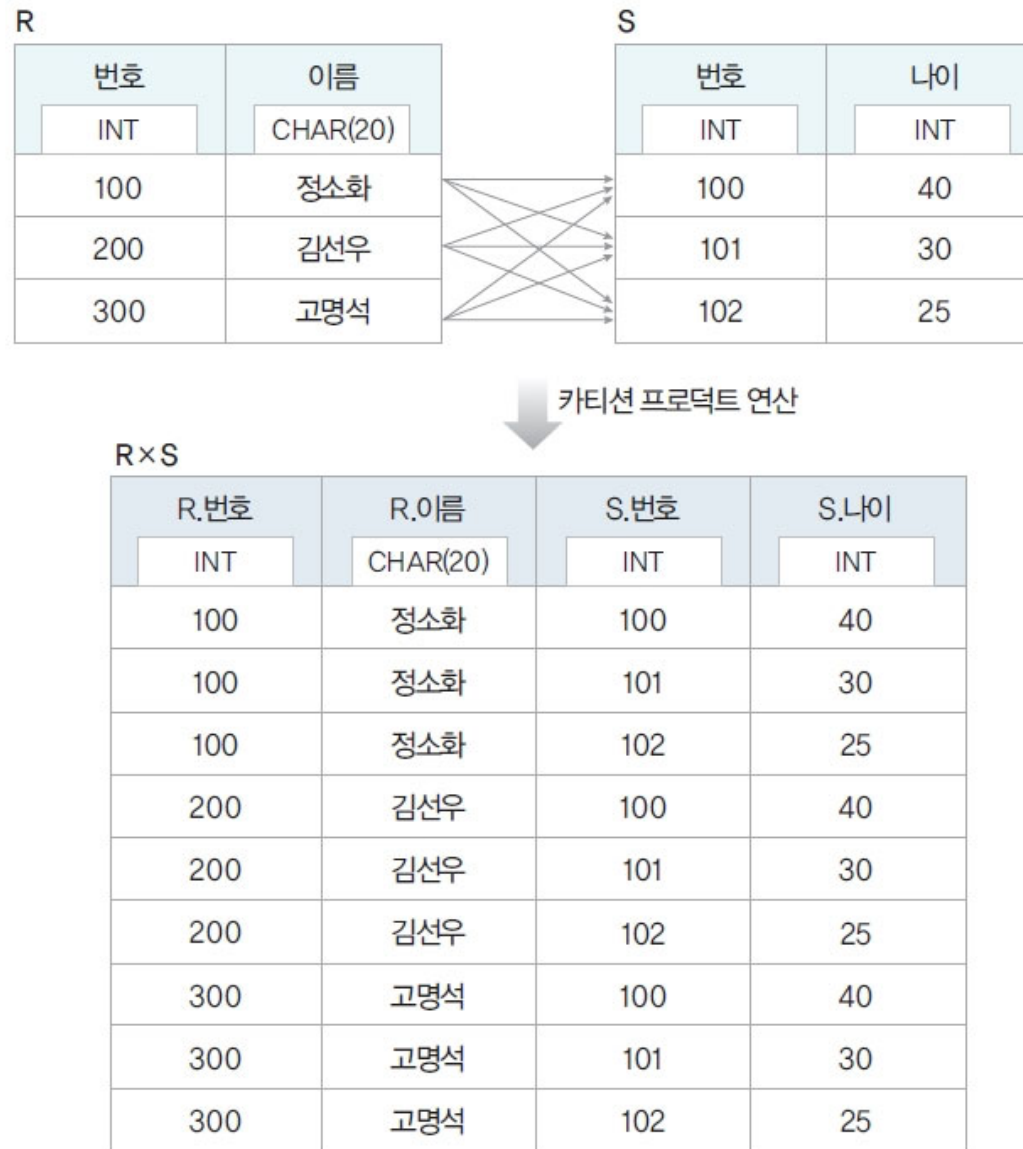 R
S
번호 이름
INT CHAR(20)
100 정소화
200 김선우
300 고명석
번호 나이
INT INT
100 40
101 30
102 25
카티션 프로덕트 연산
R×S
R.번호 R.이름 S.번호 S.나이
INT CHAR(20) INT INT
100 정소화 100 40
100 정소화 101 30
100 정소화 102 25
200 김선우 100 40
200 김선우 101 30
200 김선우 102 25
300 고명석 100 40
300 고명석 101 30
300 고명석 102 25